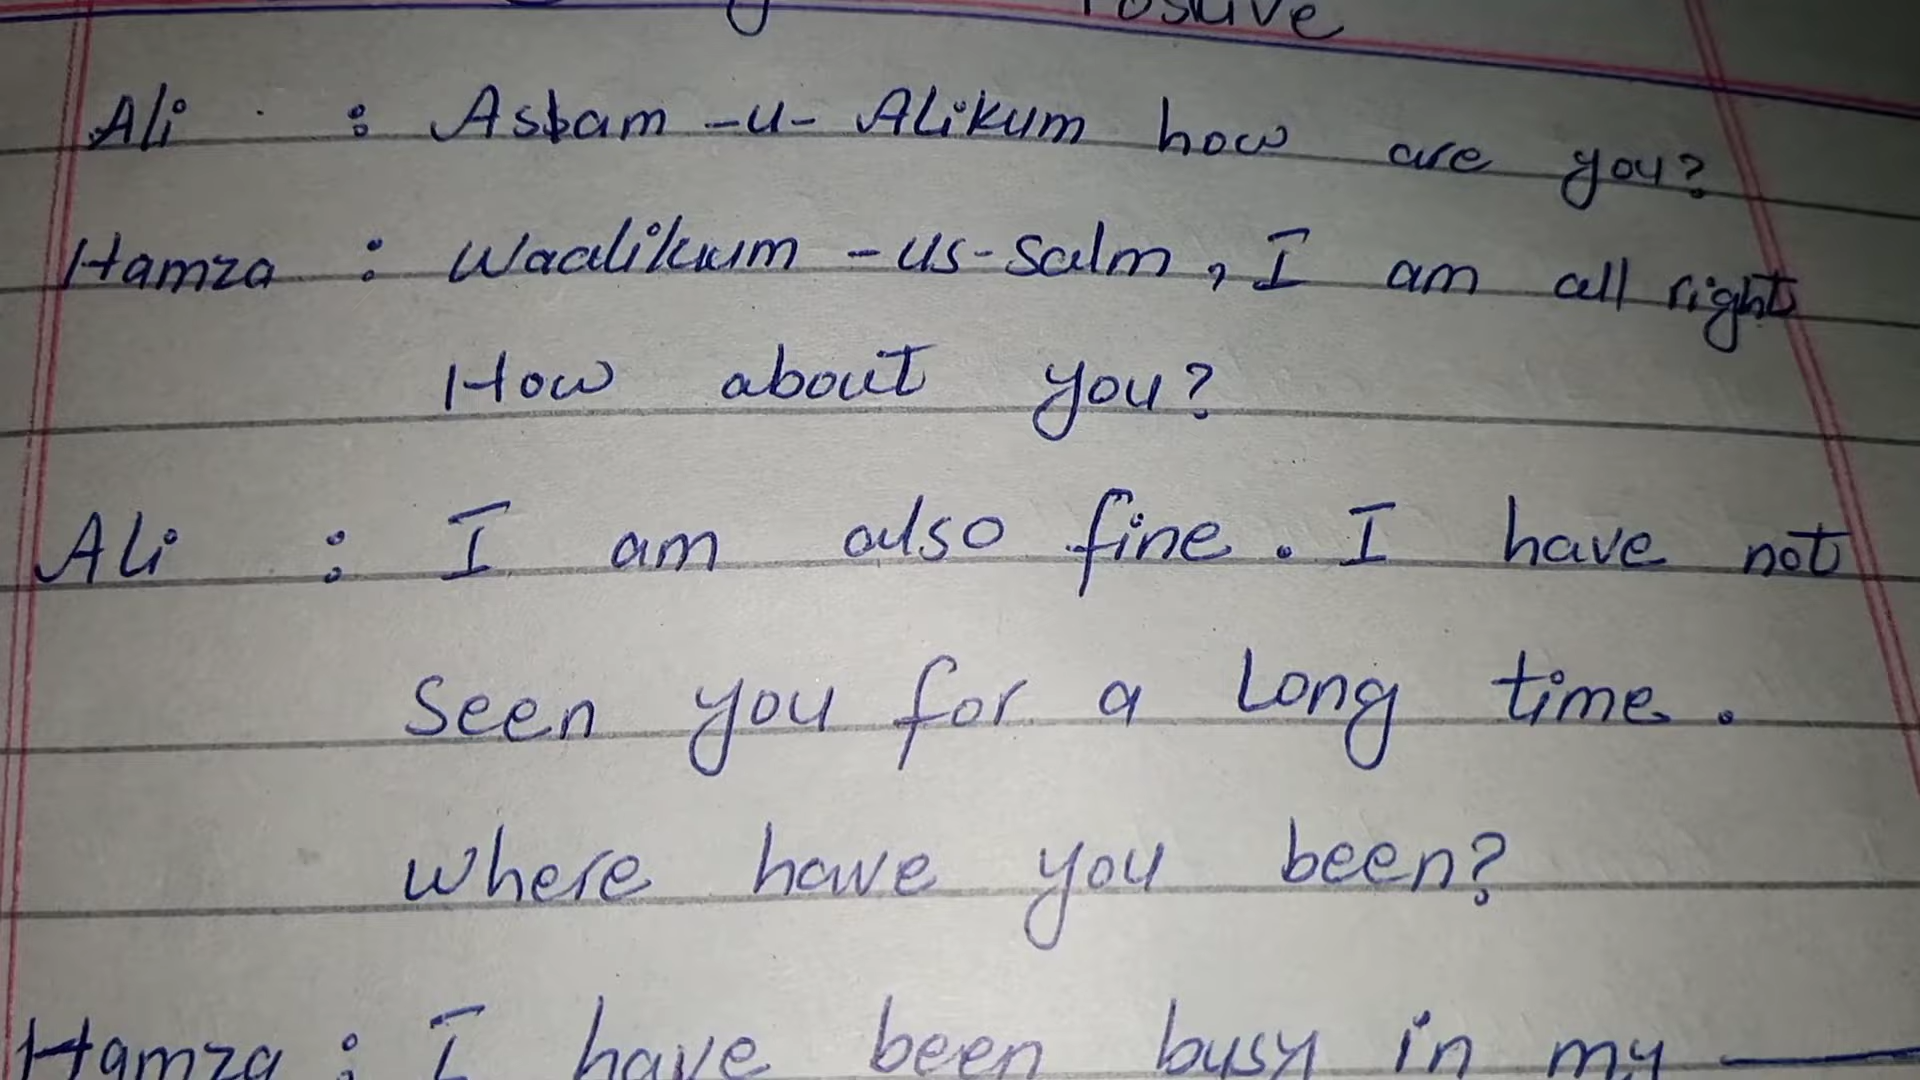 Positive
Ali : Aslam -u- Alikum how are you?
Hamza : Waalikum -us-Salm, I am all right
How about you?
Ali : I am also fine. I have not
Seen you for a long time.
where have you been?
Hamza : I have been busy in my